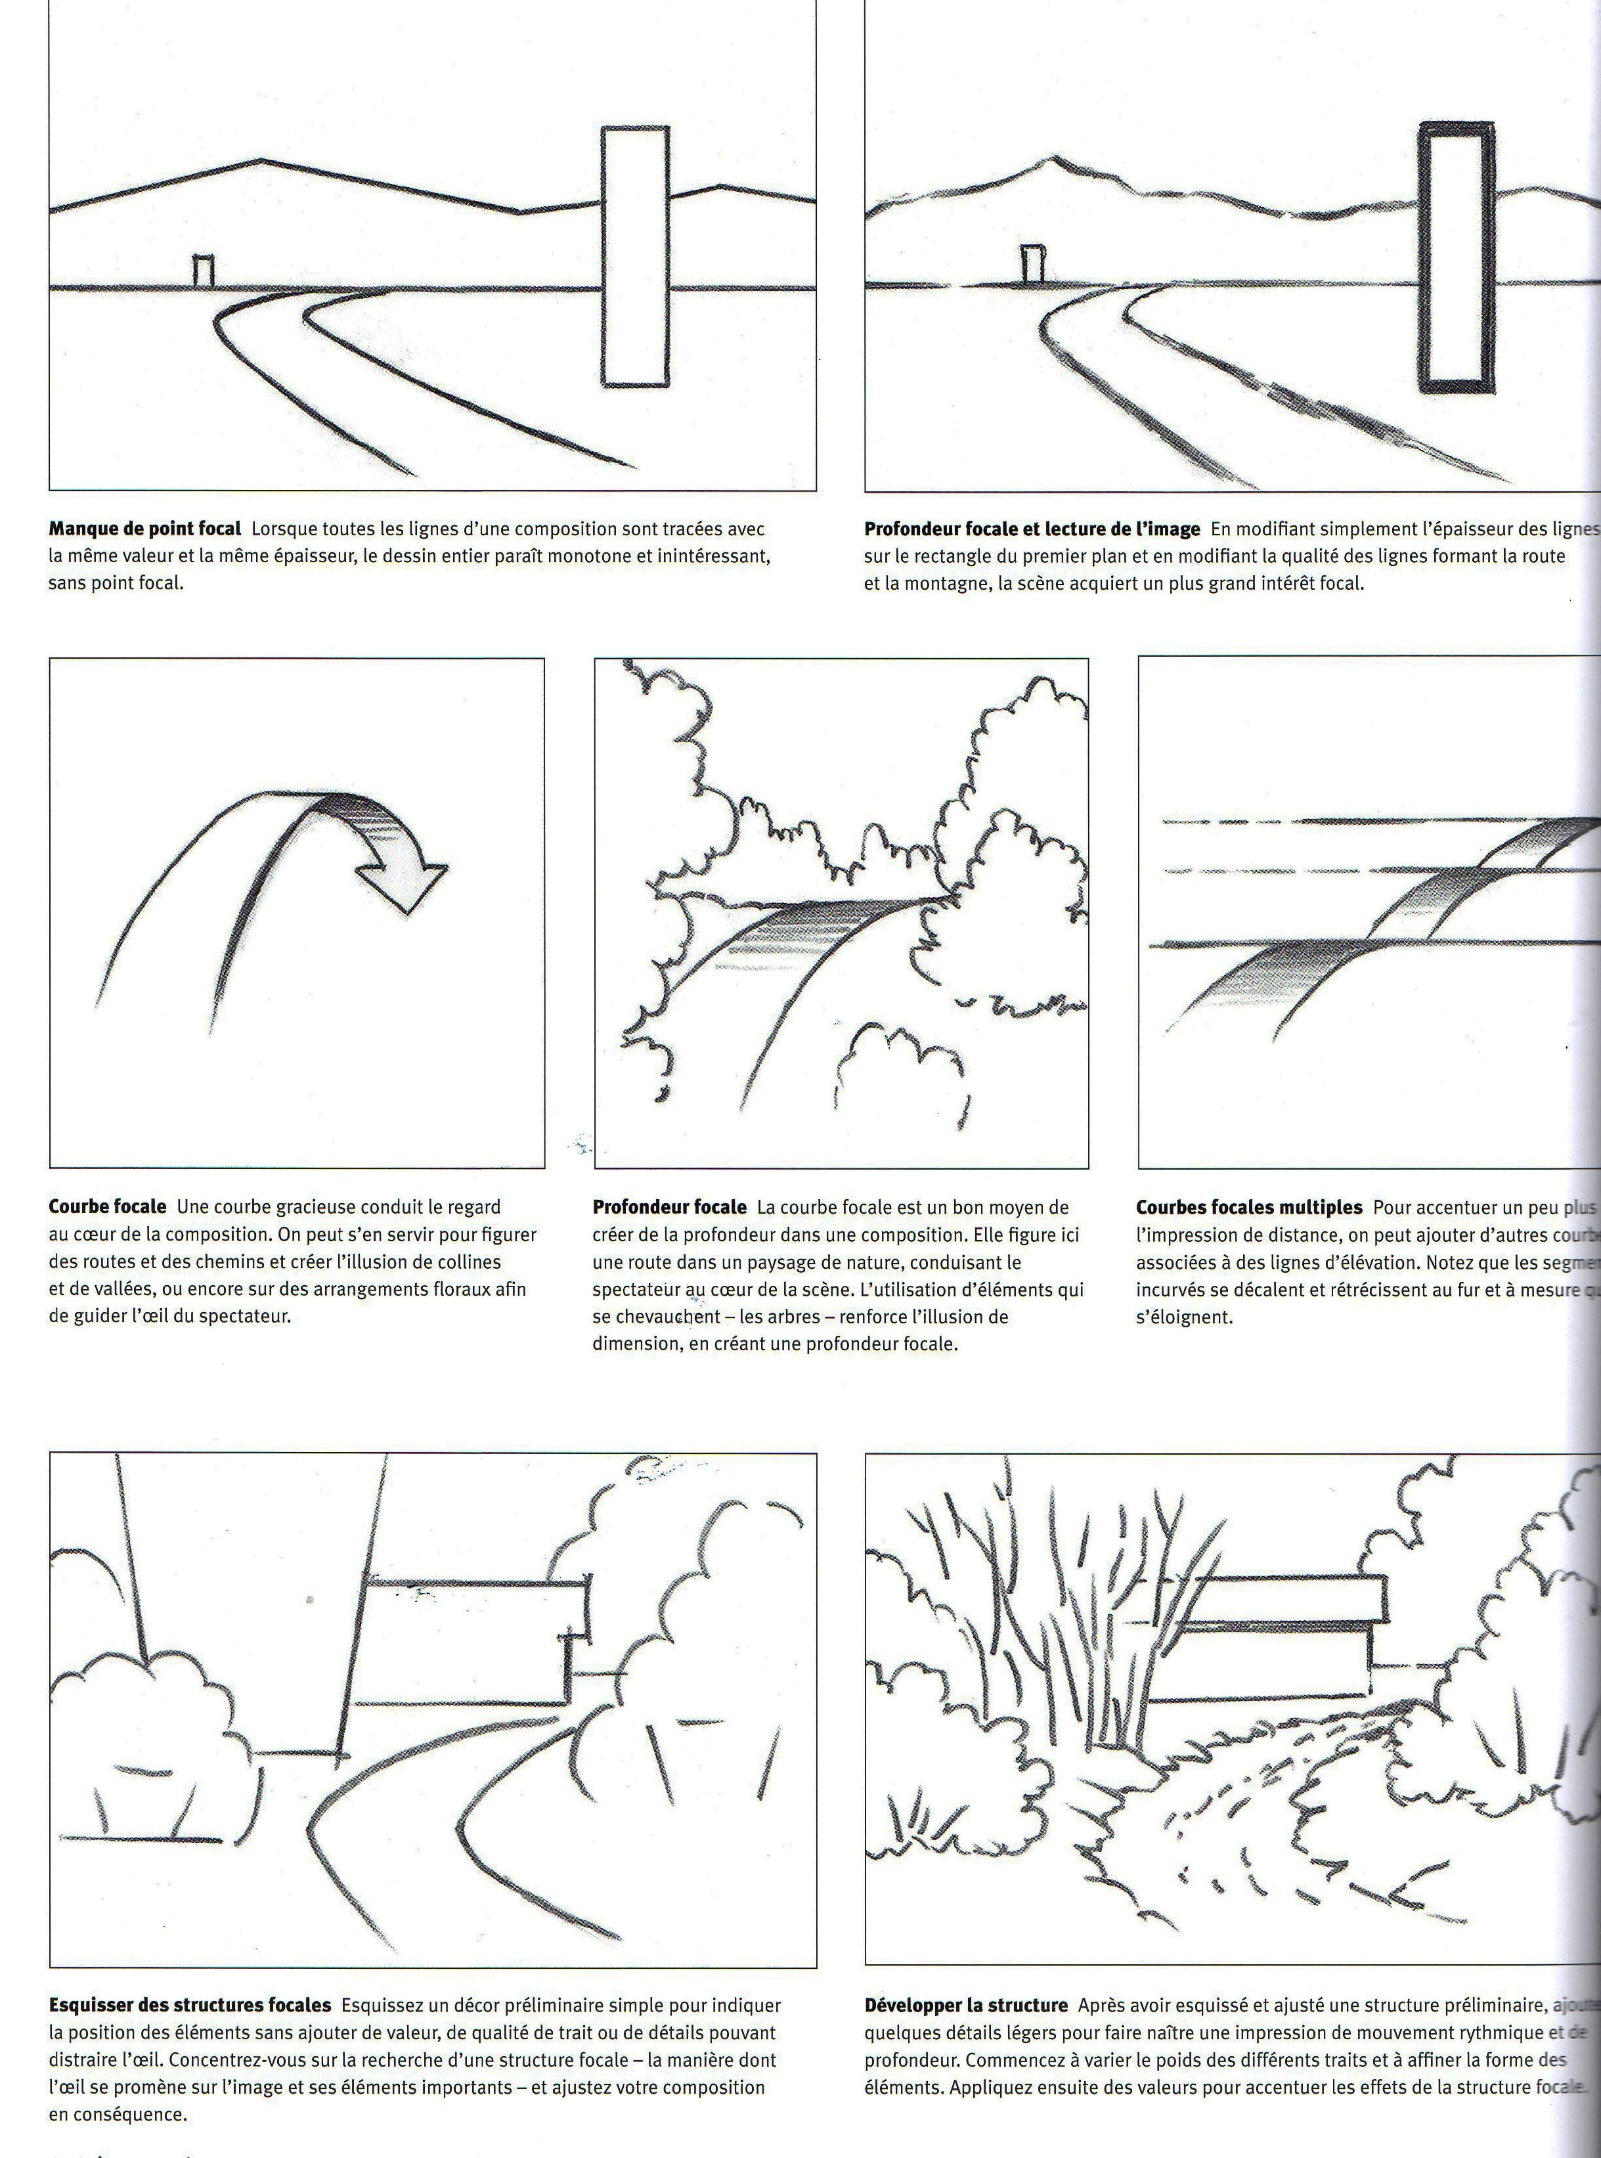 Manque de point focal Lorsque toutes les lignes d'une composition sont tracées avec
la même valeur et la même épaisseur, le dessin entier paraît monotone et inintéressant,
sans point focal.
Profondeur focale et lecture de l'image En modifiant simplement l'épaisseur des lignes
sur le rectangle du premier plan et en modifiant la qualité des lignes formant la route
et la montagne, la scène acquiert un plus grand intérêt focal.
Courbe focale Une courbe gracieuse conduit le regard
au cœur de la composition. On peut s'en servir pour figurer
des routes et des chemins et créer l'illusion de collines
et de vallées, ou encore sur des arrangements floraux afin
de guider l'œil du spectateur.
Profondeur focale La courbe focale est un bon moyen de
créer de la profondeur dans une composition. Elle figure ici
une route dans un paysage de nature, conduisant le
spectateur au cœur de la scène. L'utilisation d'éléments qui
se chevauchent – les arbres – renforce l'illusion de
dimension, en créant une profondeur focale.
Courbes focales multiples Pour accentuer un peu plus
l'impression de distance, on peut ajouter d'autres
associées à des lignes d'élévation. Notez que les
incurvés se décalent et rétrécissent au fur et à mesure
s'éloignent.
Esquisser des structures focales Esquissez un décor préliminaire simple pour indiquer
la position des éléments sans ajouter de valeur, de qualité de trait ou de détails pouvant
distraire l'œil. Concentrez-vous sur la recherche d'une structure focale – la manière dont
l'œil se promène sur l'image et ses éléments importants – et ajustez votre composition
en conséquence.
Développer la structure Après avoir esquissé et ajusté une structure préliminaire,
quelques détails légers pour faire naître une impression de mouvement rythmique et de
profondeur. Commencez à varier le poids des différents traits et à affiner la forme des
éléments. Appliquez ensuite des valeurs pour accentuer les effets de la structure focale.